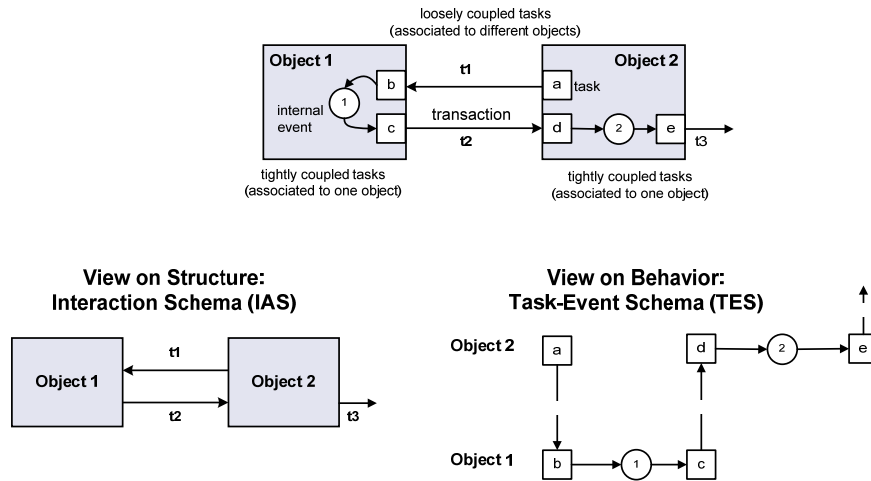 loosely coupled tasks
(associated to different objects)
Object 1
t1
Object 2
b
a
task
1
internal
event
c
transaction
t2
d
2
e
t3
tightly coupled tasks
(associated to one object)
tightly coupled tasks
(associated to one object)
View on Structure:
Interaction Schema (IAS)
Object 1
t1
t2
Object 2
t3
View on Behavior:
Task-Event Schema (TES)
Object 2
a
d
2
e
Object 1
b
1
c